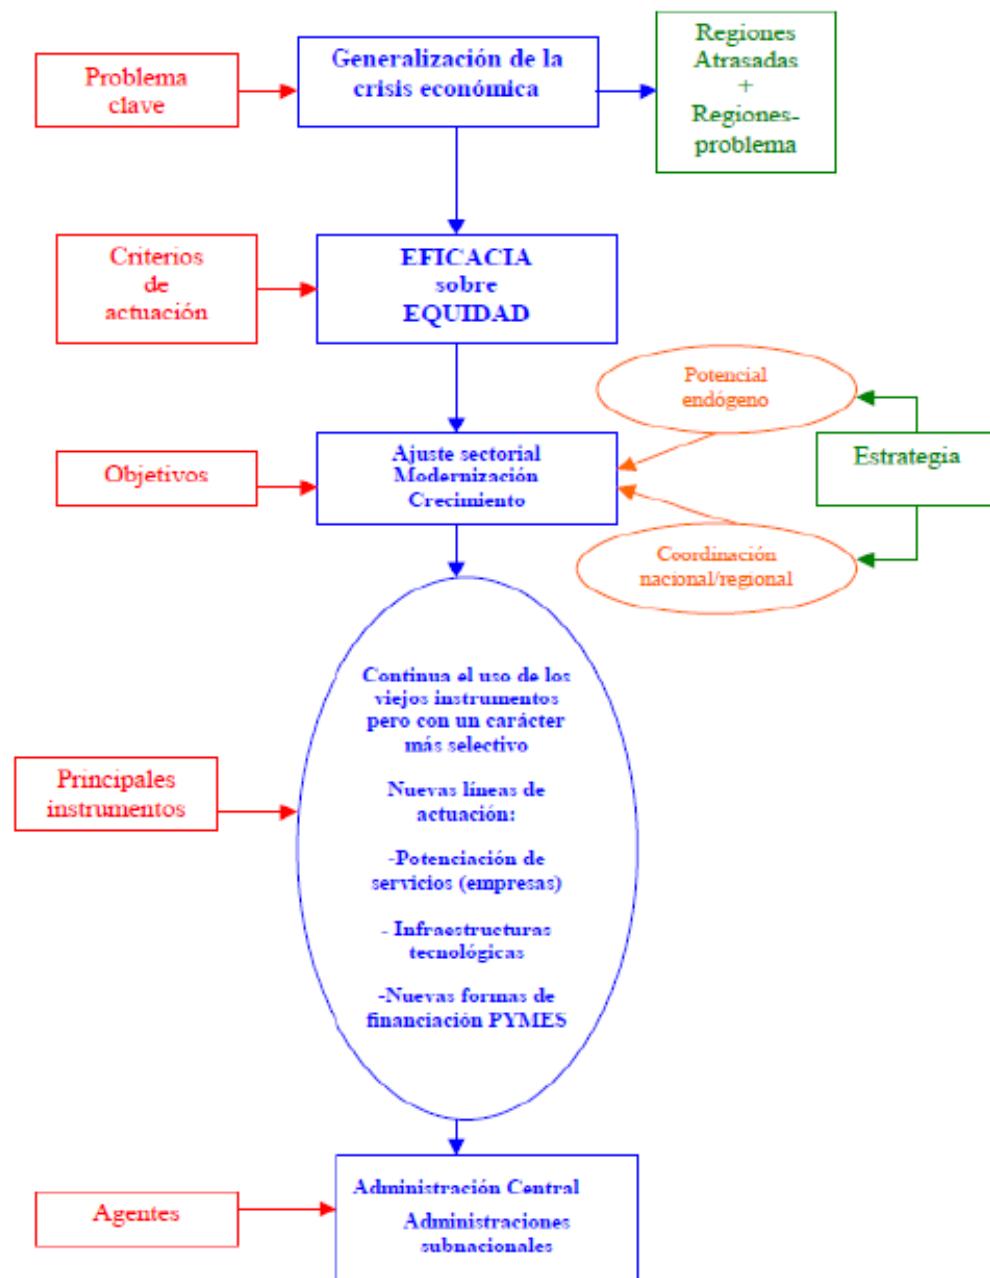 Problema
clave
Generalización de la
crisis económica
Regiones
Atrasadas
+
Regiones-
problema
Criterios
de
actuación
EFICACIA
sobre
EQUIDAD
Potencial
endógeno
Objetivos
Ajuste sectorial
Modernización
Crecimiento
Estrategia
Coordinación
nacional/regional
Principales
instrumentos
Continua el uso de los
viejos instrumentos
pero con un carácter
más selectivo
Nuevas líneas de
actuación:
-Potenciación de
servicios (empresas)
- Infraestructuras
tecnológicas
-Nuevas formas de
financiación PYMES
Agentes
Administración Central
Administraciones
subnacionales